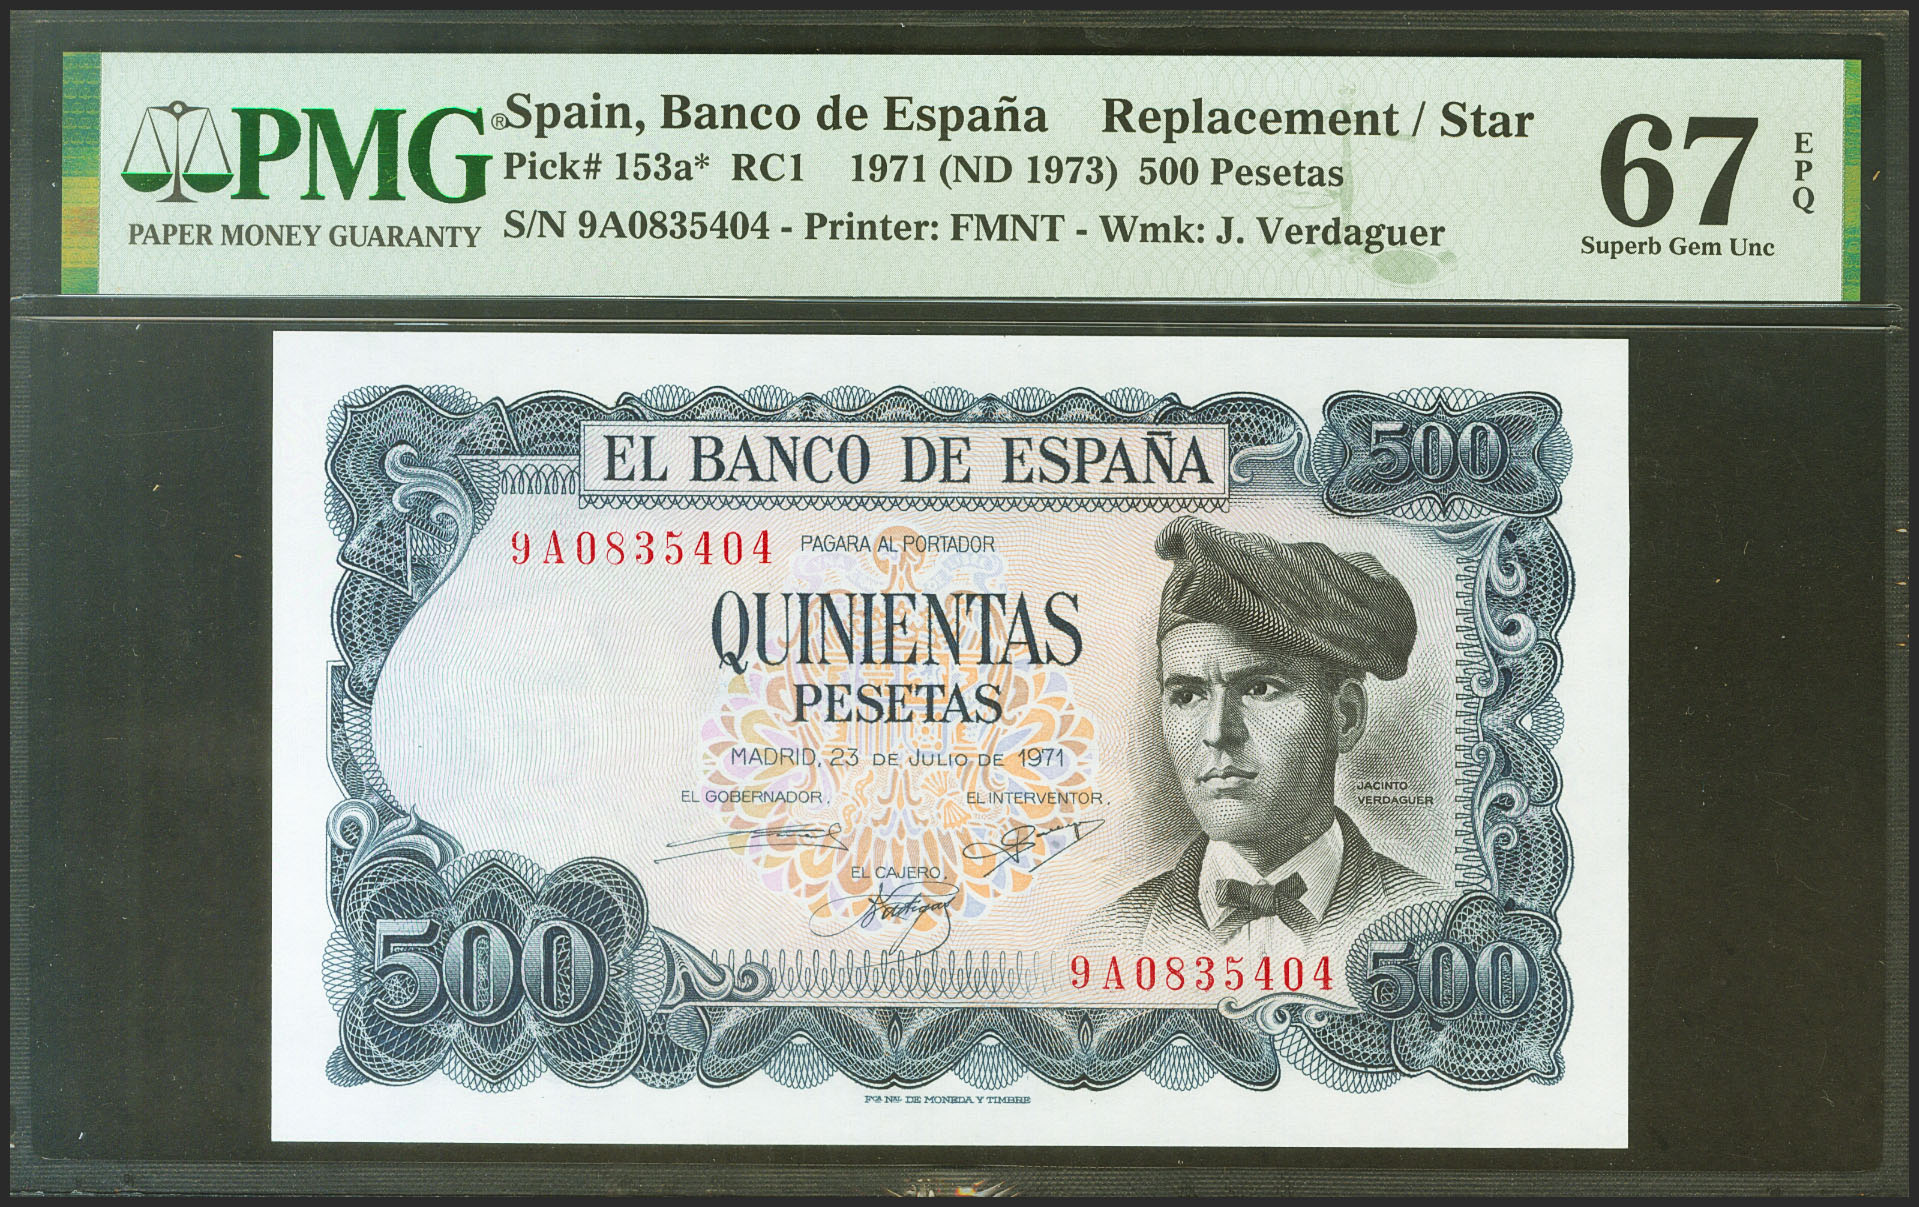 PMG®
PAPER MONEY GUARANTY
Spain, Banco de España Replacement / Star
Pick# 153a* RC1 1971 (ND 1973) 500 Pesetas
S/N 9A0835404 - Printer: FMNT - Wmk: J. Verdaguer
67
EPQ
Superb Gem Unc
EL BANCO DE ESPAÑA
500
9A0835404
PAGARA AL PORTADOR
QUINIENTAS
PESETAS
MADRID, 23 DE JULIO DE 1971
EL GOBERNADOR,
EL INTERVENTOR,
JACINTO
VERDAGUER
EL CAJERO,
500
9A0835404
500
Fca. Nal. DE MONEDA Y TIMBRE